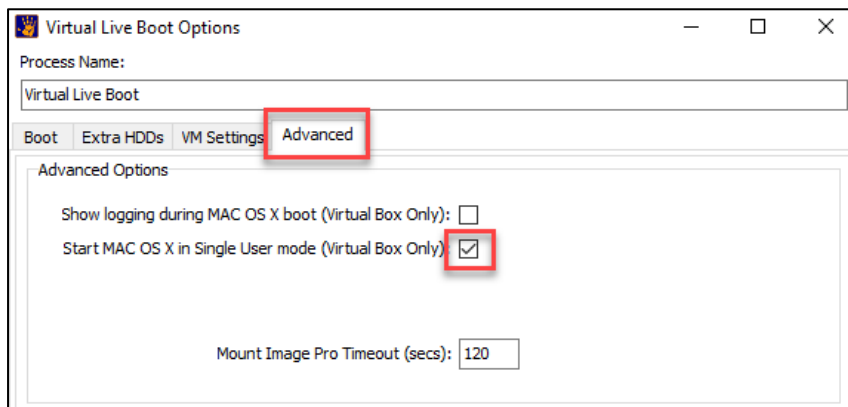 Virtual Live Boot Options
Process Name:
Virtual Live Boot
Boot Extra HDDs VM Settings Advanced
Advanced Options
Show logging during MAC OS X boot (Virtual Box Only):
Start MAC OS X in Single User mode (Virtual Box Only):
Mount Image Pro Timeout (secs): 120